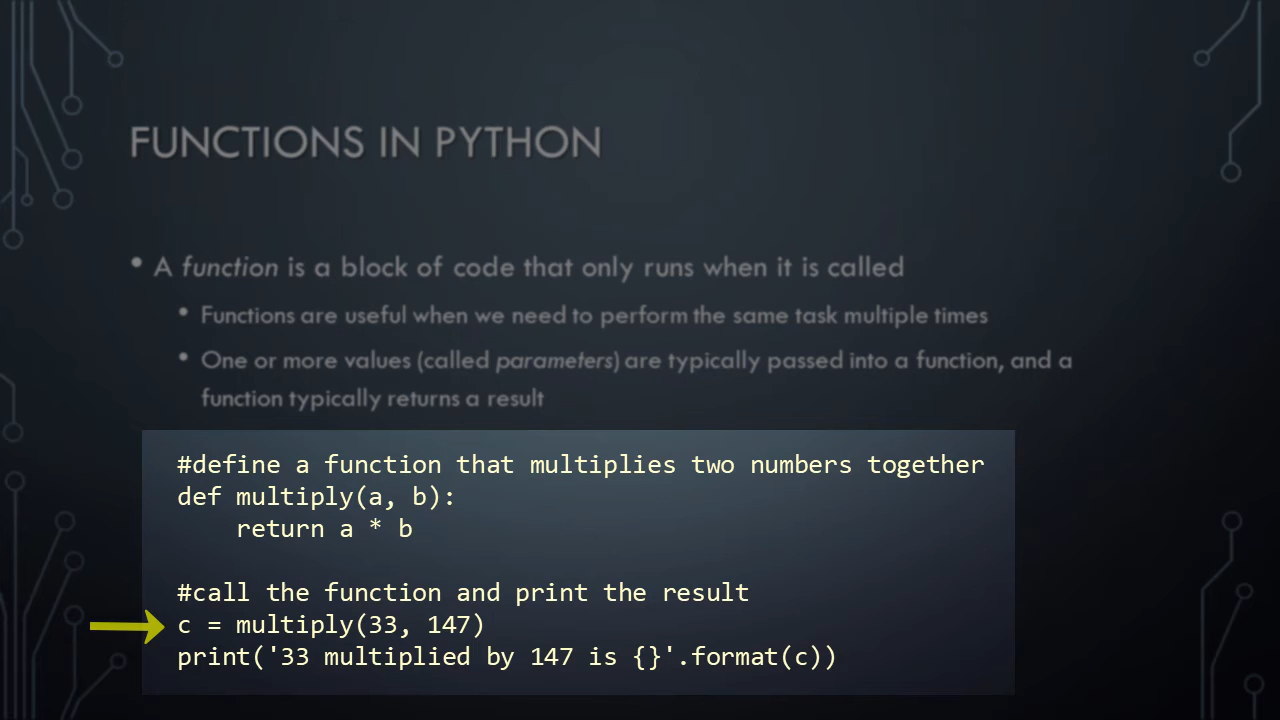 FUNCTIONS IN PYTHON
• A function is a block of code that only runs when it is called
• Functions are useful when we need to perform the same task multiple times
• One or more values (called parameters) are typically passed into a function, and a
function typically returns a result
#define a function that multiplies two numbers together
def multiply(a, b):
    return a * b
#call the function and print the result
c = multiply(33, 147)
print('33 multiplied by 147 is {}'.format(c))